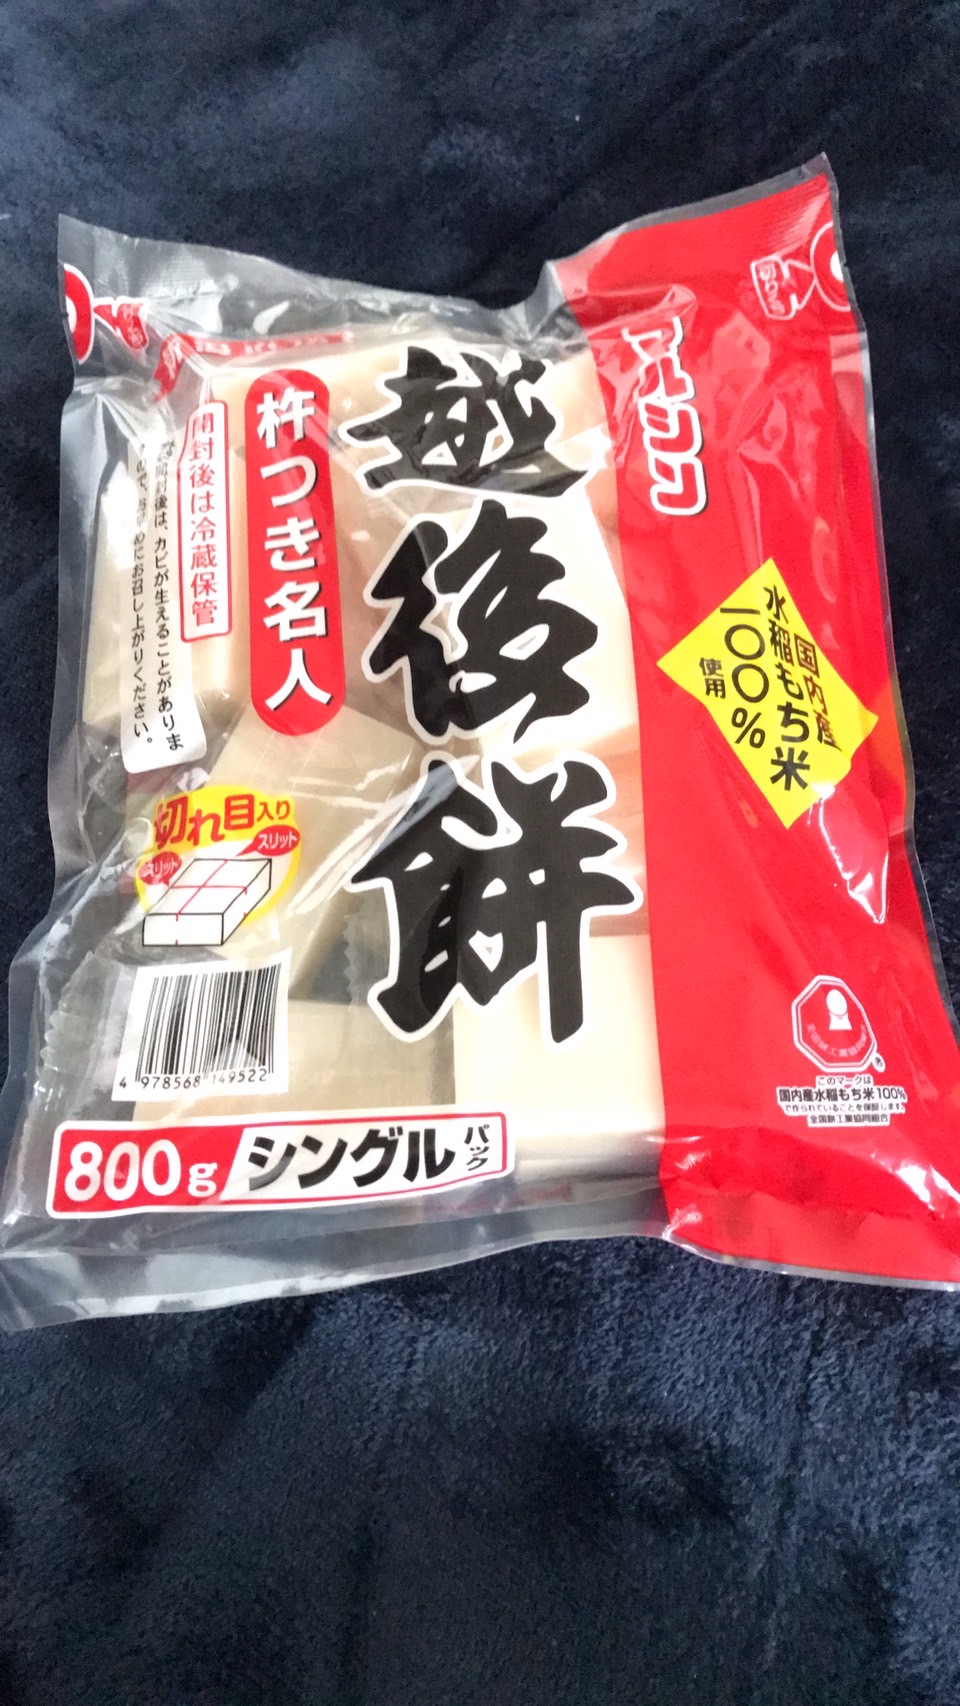 越後餅
杵つき名人
開封後は冷蔵保管
開封後は、カビが生えることがありま
お召し上がりください。
国内産
水稲もち米
一〇〇%
使用
切れ目入り
スリット
スリット
4 978568 149522
800g シングルパック
このマークは
国内産水稲もち米100%
で作られていることを保証します。
全国餅工業協同組合
切り口